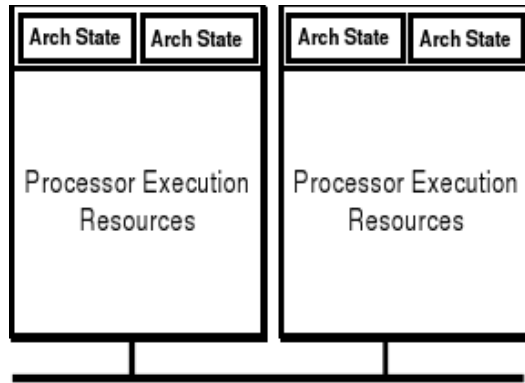 Arch State Arch State Arch State Arch State
Processor Execution
Resources
Processor Execution
Resources